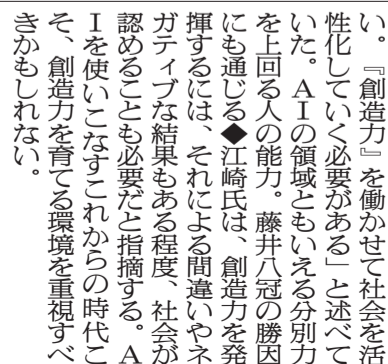 い。『創造力』を働かせて社会を活
性化していく必要がある」と述べて
いた。ＡＩの領域ともいえる分別力
を上回る人の能力。藤井八冠の勝因
にも通じる◆江崎氏は、創造力を発
揮するには、それによる間違いやネ
ガティブな結果もある程度、社会が
認めることも必要だと指摘する。Ａ
Ｉを使いこなすこれからの時代こ
そ、創造力を育てる環境を重視すべ
きかもしれない。